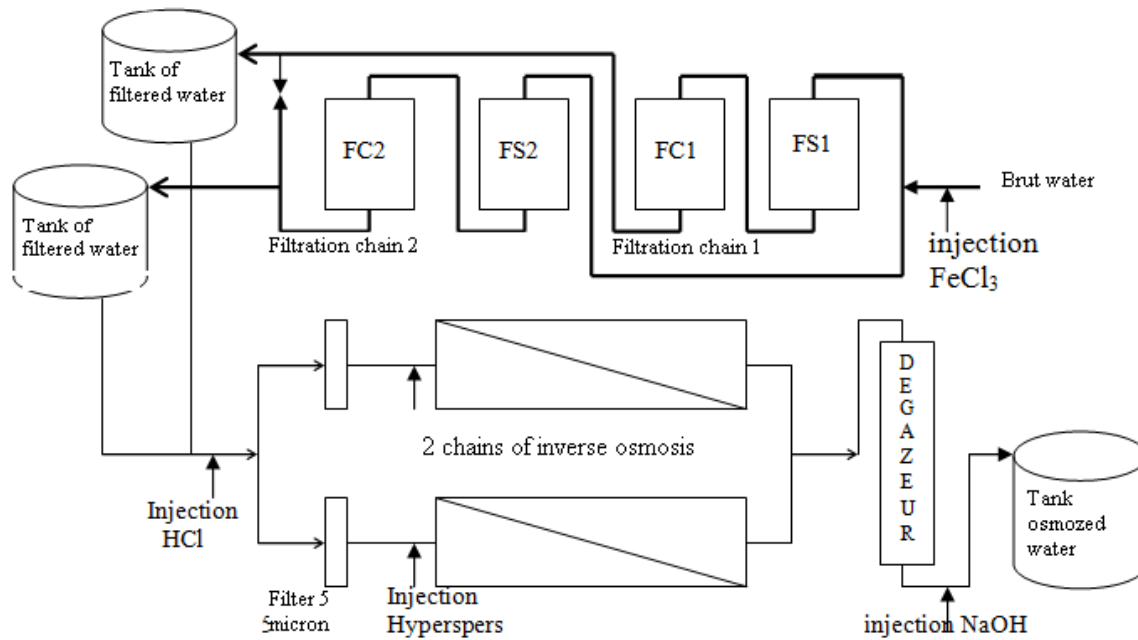 Tank of
filtered water
FC2
FS2
FC1
FS1
Brut water
Tank of
filtered water
Filtration chain 2
Filtration chain 1
injection
FeCl₃
2 chains of inverse osmosis
DEGAZEUR
Injection
HCl
Filter 5
5micron
Injection
Hyperspers
Tank
osmozed
water
injection NaOH